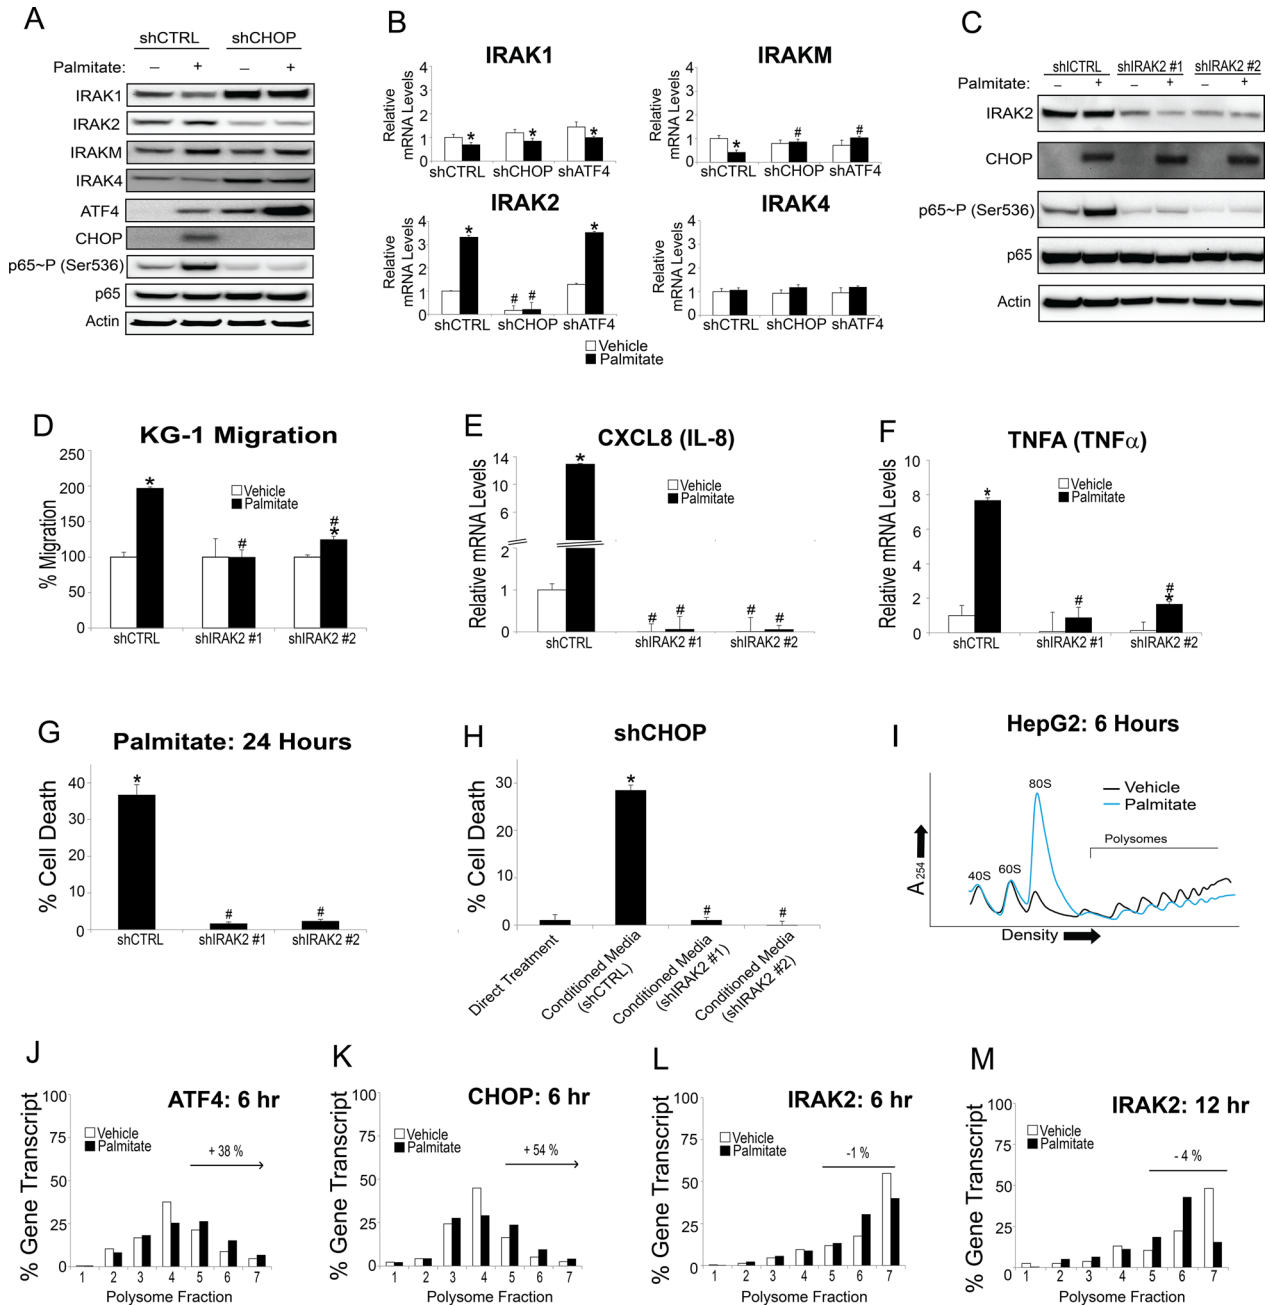 A
shCTRL shCHOP
Palmitate: – + – +
IRAK1
IRAK2
IRAKM
IRAK4
ATF4
CHOP
p65~P (Ser536)
p65
Actin
B
IRAK1
Relative
mRNA Levels
4
3
2
1
0
* * *
shCTRL shCHOP shATF4
IRAKM
Relative
mRNA Levels
4
3
2
1
0
* # #
shCTRL shCHOP shATF4
IRAK2
Relative
mRNA Levels
4
3
2
1
0
* # # *
shCTRL shCHOP shATF4
IRAK4
Relative
mRNA Levels
4
3
2
1
0
shCTRL shCHOP shATF4
Vehicle
Palmitate
C
shICTRL shIRAK2 #1 shIRAK2 #2
Palmitate: – + – + – +
IRAK2
CHOP
p65~P (Ser536)
p65
Actin
D
KG-1 Migration
% Migration
250
200
150
100
50
0
Vehicle
Palmitate
* # # *
shCTRL shIRAK2 #1 shIRAK2 #2
E
CXCL8 (IL-8)
Relative mRNA Levels
14
10
6
2
1
0
Vehicle
Palmitate
* # # # #
shCTRL shIRAK2 #1 shIRAK2 #2
F
TNFA (TNFα)
Relative mRNA Levels
10
8
6
4
2
0
Vehicle
Palmitate
* # # *
shCTRL shIRAK2 #1 shIRAK2 #2
G
Palmitate: 24 Hours
% Cell Death
40
30
20
10
0
* # #
shCTRL shIRAK2 #1 shIRAK2 #2
H
shCHOP
% Cell Death
30
20
10
0
* # #
Direct Treatment
Conditioned Media
(shCTRL)
Conditioned Media
(shIRAK2 #1)
Conditioned Media
(shIRAK2 #2)
I
HepG2: 6 Hours
A254
80S
Vehicle
Palmitate
Polysomes
40S 60S
Density
J
ATF4: 6 hr
% Gene Transcript
100
75
50
25
0
Vehicle
Palmitate
+ 38 %
1 2 3 4 5 6 7
Polysome Fraction
K
CHOP: 6 hr
% Gene Transcript
100
75
50
25
0
Vehicle
Palmitate
+ 54 %
1 2 3 4 5 6 7
Polysome Fraction
L
IRAK2: 6 hr
% Gene Transcript
100
75
50
25
0
Vehicle
Palmitate
-1 %
1 2 3 4 5 6 7
Polysome Fraction
M
IRAK2: 12 hr
% Gene Transcript
100
75
50
25
0
Vehicle
Palmitate
- 4 %
1 2 3 4 5 6 7
Polysome Fraction